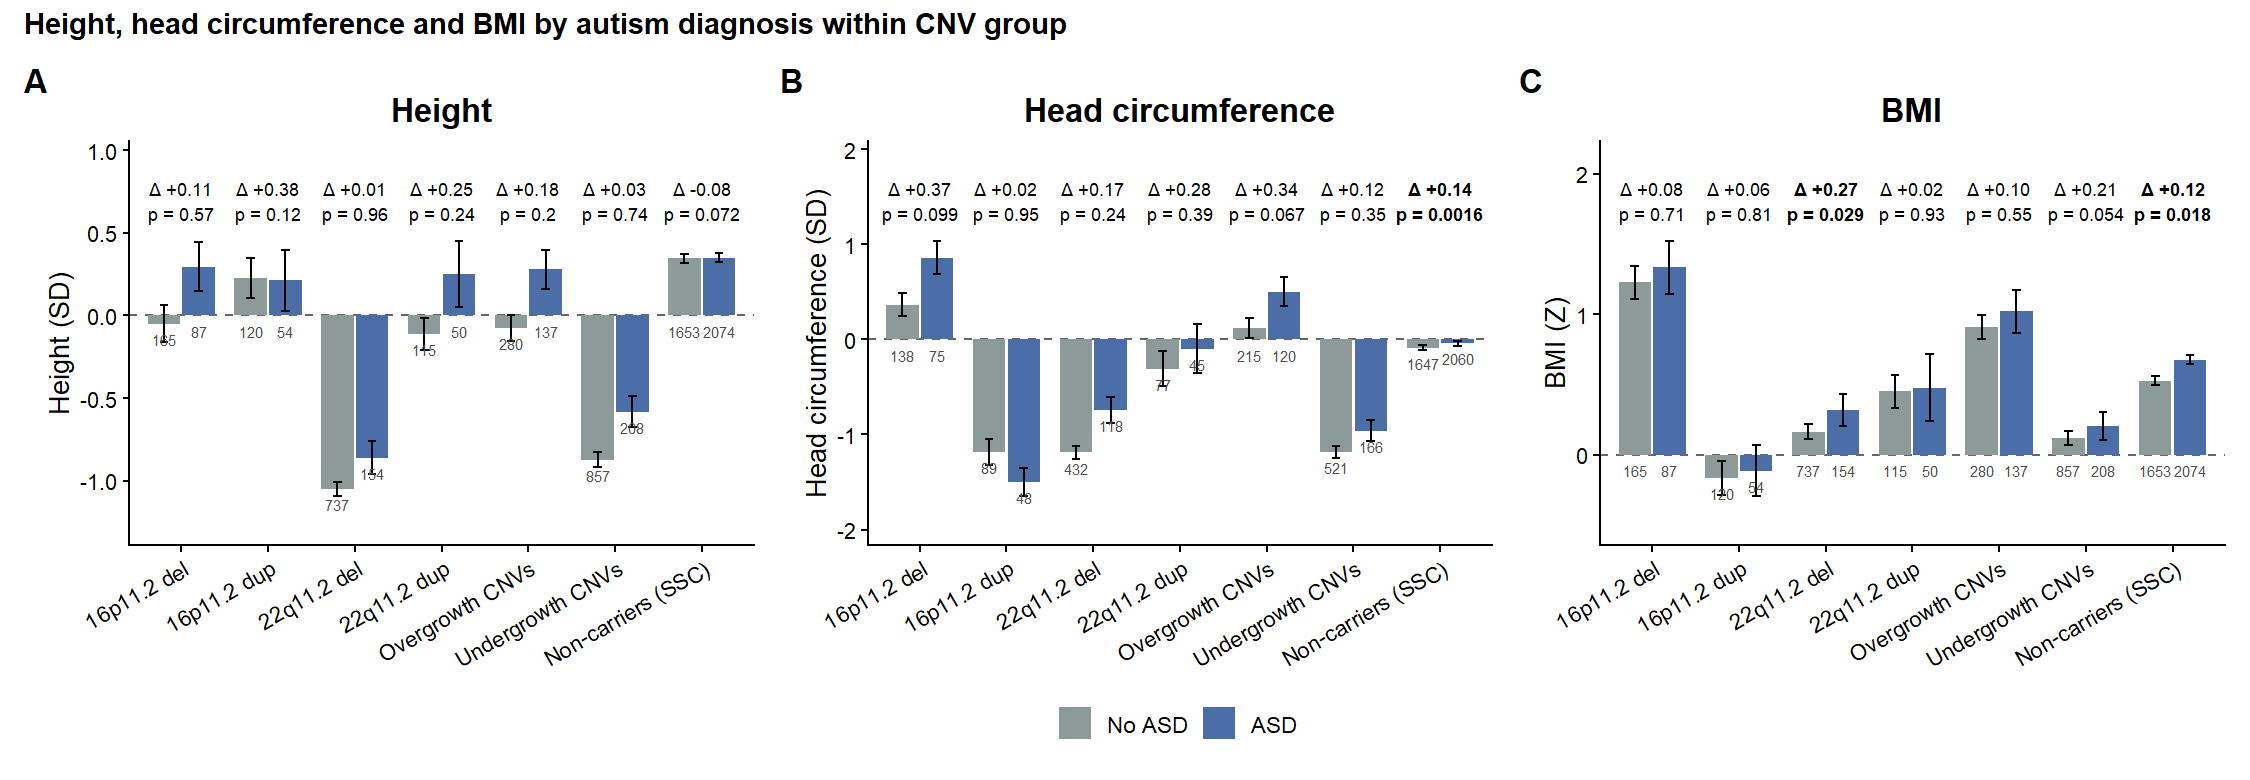 Height, head circumference and BMI by autism diagnosis within CNV group
A
Height
Height (SD)
1.0
0.5
0.0
-0.5
-1.0
Δ +0.11 Δ +0.38 Δ +0.01 Δ +0.25 Δ +0.18 Δ +0.03 Δ -0.08
p = 0.57 p = 0.12 p = 0.96 p = 0.24 p = 0.2 p = 0.74 p = 0.072
165 87 120 54 737 154 115 50 280 137 857 208 1653 2074
16p11.2 del
16p11.2 dup
22q11.2 del
22q11.2 dup
Overgrowth CNVs
Undergrowth CNVs
Non-carriers (SSC)
B
Head circumference
Head circumference (SD)
2
1
0
-1
-2
Δ +0.37 Δ +0.02 Δ +0.17 Δ +0.28 Δ +0.34 Δ +0.12 Δ +0.14
p = 0.099 p = 0.95 p = 0.24 p = 0.39 p = 0.067 p = 0.35 p = 0.0016
138 75 89 48 432 118 77 45 215 120 521 166 1647 2060
16p11.2 del
16p11.2 dup
22q11.2 del
22q11.2 dup
Overgrowth CNVs
Undergrowth CNVs
Non-carriers (SSC)
C
BMI
BMI (Z)
2
1
0
Δ +0.08 Δ +0.06 Δ +0.27 Δ +0.02 Δ +0.10 Δ +0.21 Δ +0.12
p = 0.71 p = 0.81 p = 0.029 p = 0.93 p = 0.55 p = 0.054 p = 0.018
165 87 120 54 737 154 115 50 280 137 857 208 1653 2074
16p11.2 del
16p11.2 dup
22q11.2 del
22q11.2 dup
Overgrowth CNVs
Undergrowth CNVs
Non-carriers (SSC)
No ASD ASD